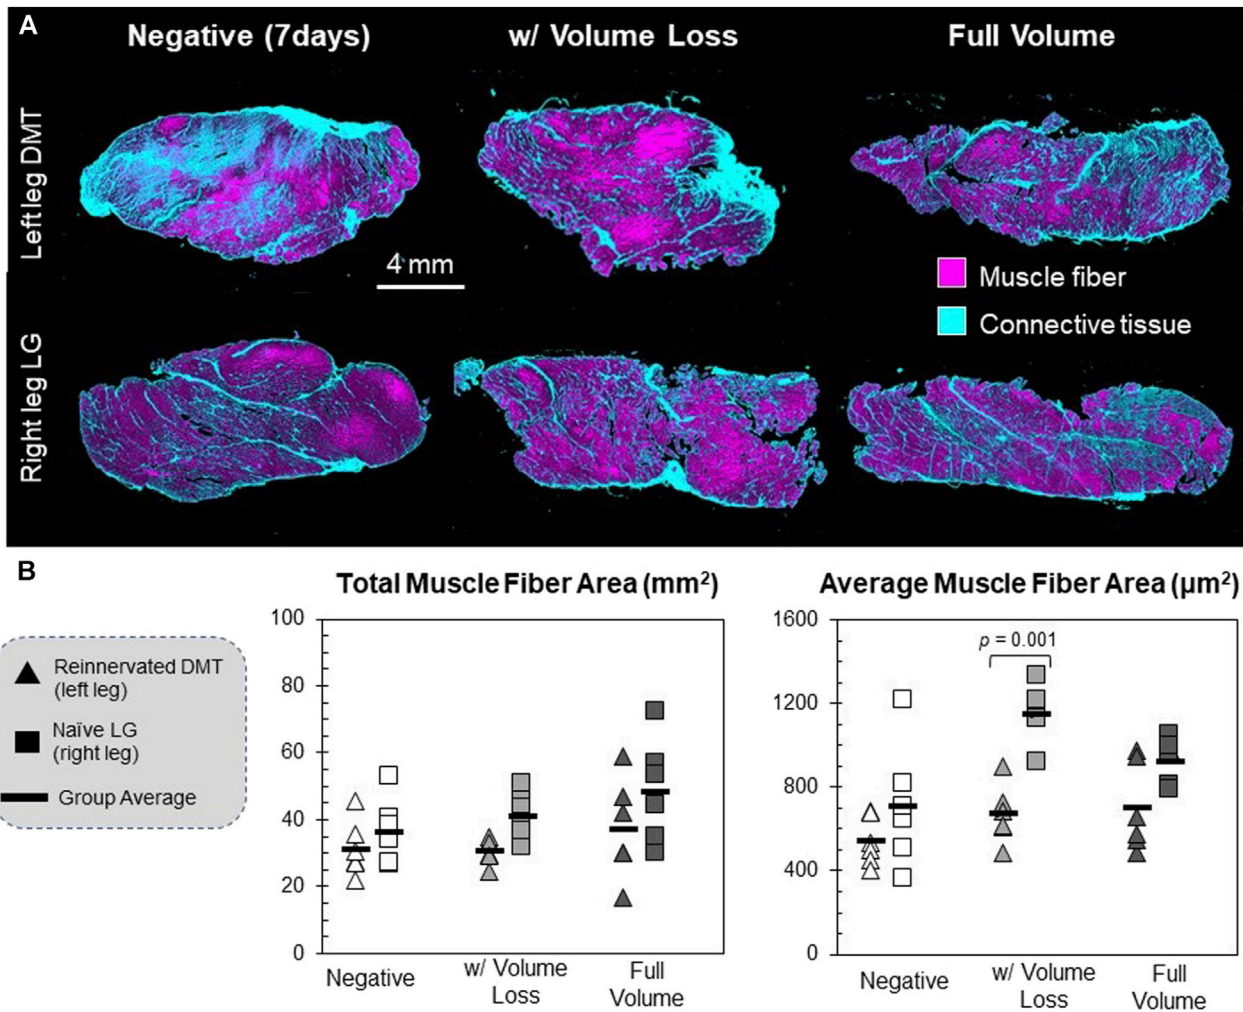 A
Negative (7days)
w/ Volume Loss
Full Volume
Left leg DMT
4 mm
Muscle fiber
Connective tissue
Right leg LG
B
Reinnervated DMT
(left leg)
Naïve LG
(right leg)
Group Average
Total Muscle Fiber Area (mm²)
100
80
60
40
20
0
Negative
w/ Volume
Loss
Full
Volume
Average Muscle Fiber Area (µm²)
1600
1200
800
400
0
p = 0.001
Negative
w/ Volume
Loss
Full
Volume